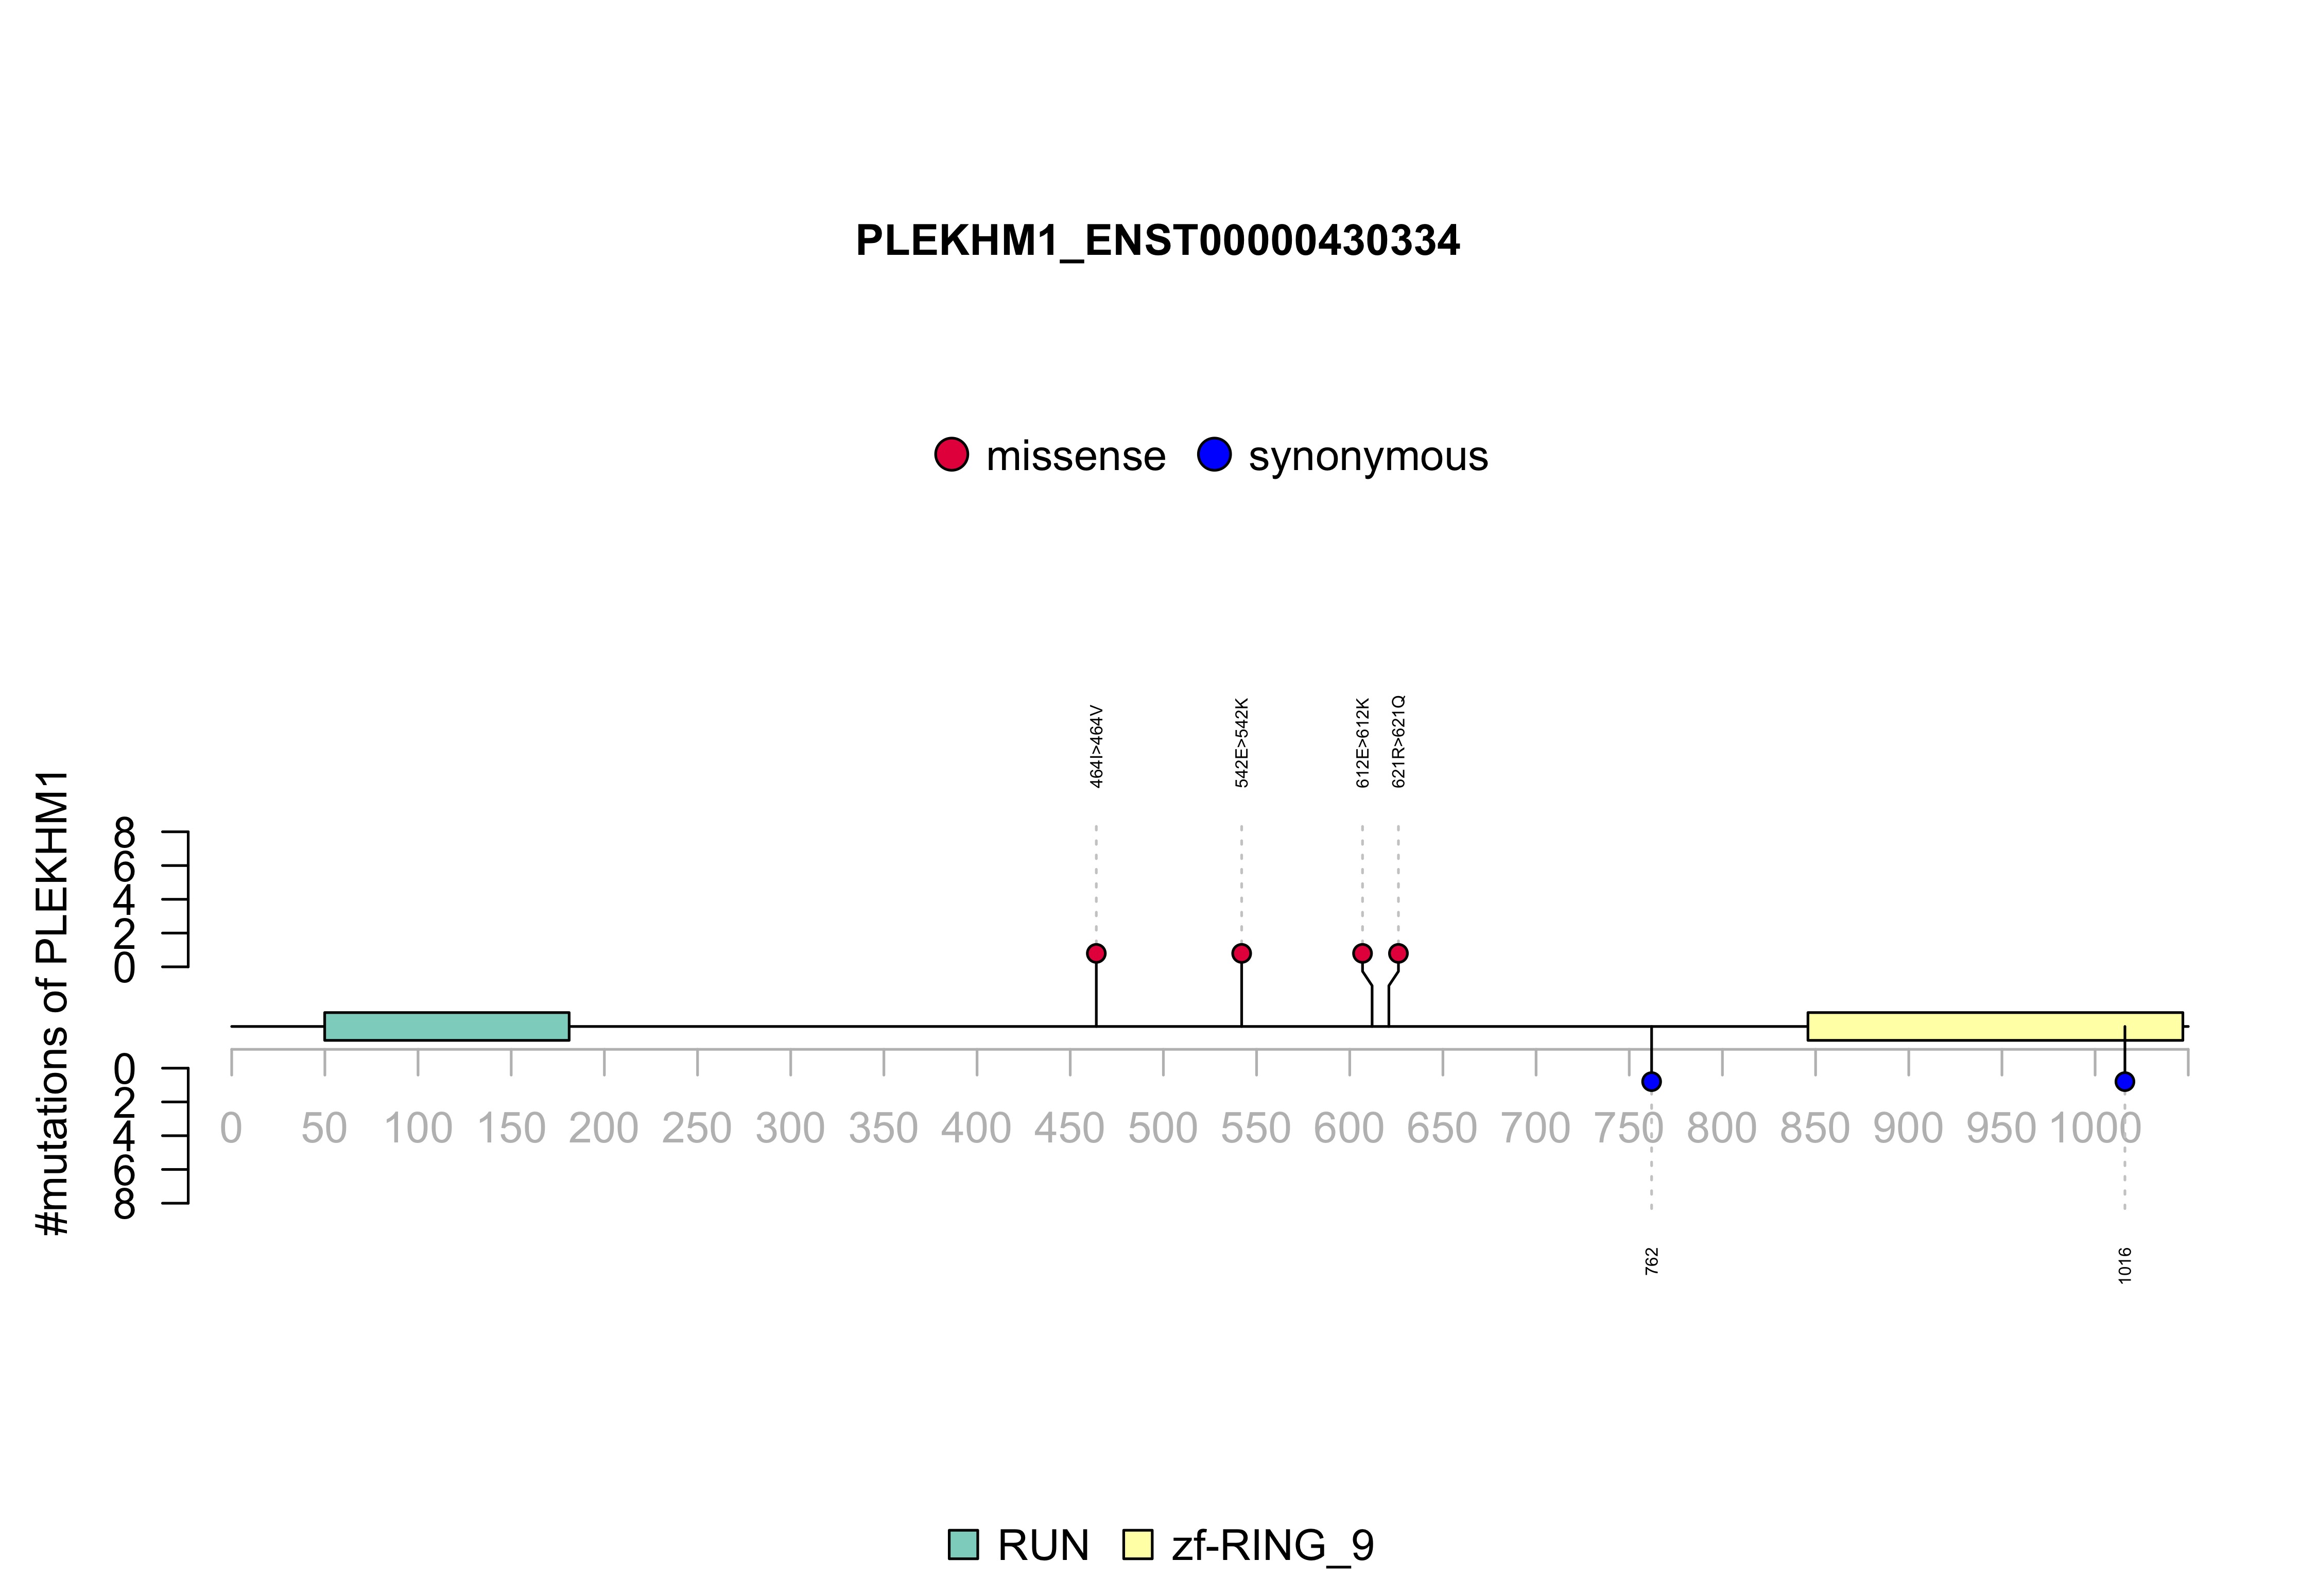 PLEKHM1_ENST00000430334
missense synonymous
464I>464V
542E>542K
612E>612K
621R>621Q
#mutations of PLEKHM1
8
6
4
2
0
0
2
4
6
8
0 50 100 150 200 250 300 350 400 450 500 550 600 650 700 750 800 850 900 950 1000
762
1016
RUN zf-RING_9